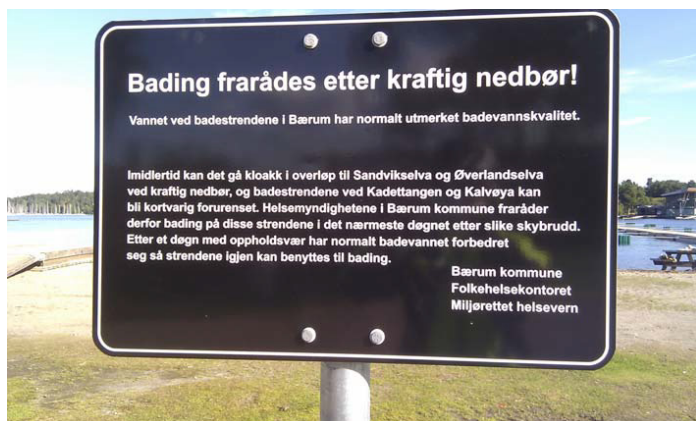 Bading frarådes etter kraftig nedbør!
Vannet ved badestrendene i Bærum har normalt utmerket badevannskvalitet.
Imidlertid kan det gå kloakk i overløp til Sandvikselva og Øverlandselva
ved kraftig nedbør, og badestrendene ved Kadettangen og Kalvøya kan
bli kortvarig forurenset. Helsemyndighetene i Bærum kommune fraråder
derfor bading på disse strendene i det nærmeste døgnet etter slike skybrudd.
Etter et døgn med oppholdsvær har normalt badevannet forbedret
seg så strendene igjen kan benyttes til bading.
Bærum kommune
Folkehelsekontoret
Miljørettet helsevern